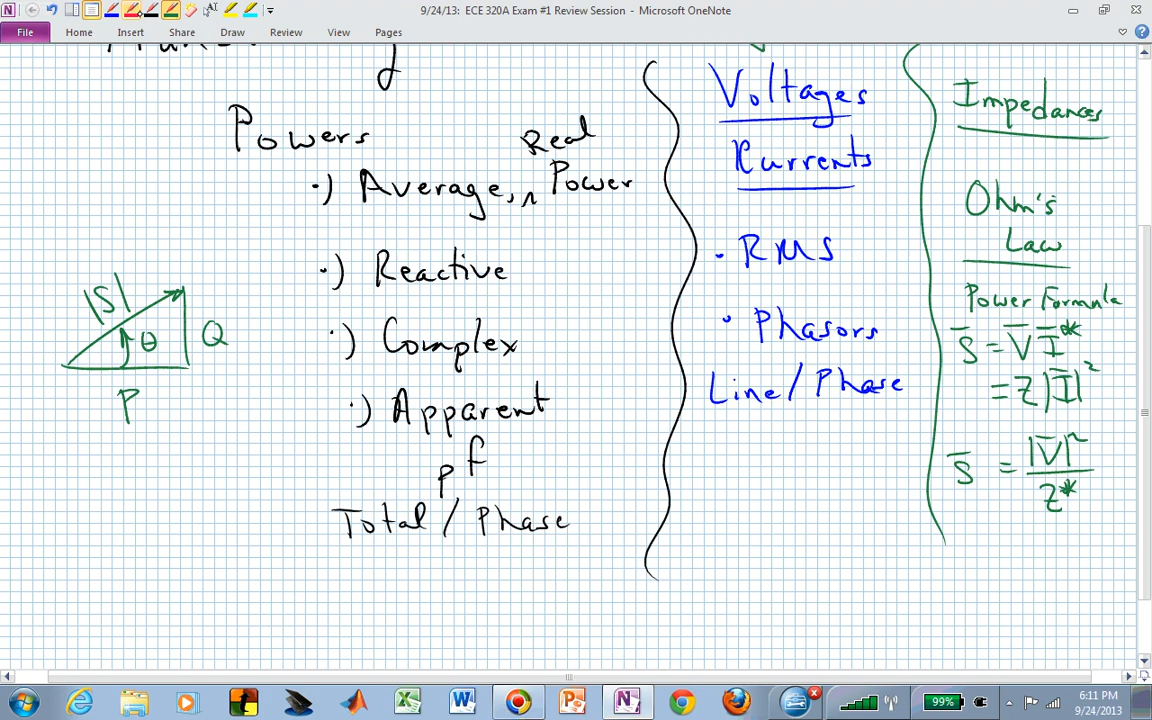 9/24/13: ECE 320A Exam #1 Review Session - Microsoft OneNote
File Home Insert Share Draw Review View Pages
Powers
·) Average, Real Power
·) Reactive
·) Complex
·) Apparent
pf
Total / Phase
|S|
θ
Q
P
Voltages
Currents
· RMS
· Phasors
Line / Phase
Impedances
Ohm's
Law
Power Formula
S̅ = V̅ I̅*
= Z|I̅|²
S̅ = |V̅|² / Z*
99%
6:11 PM
9/24/2013